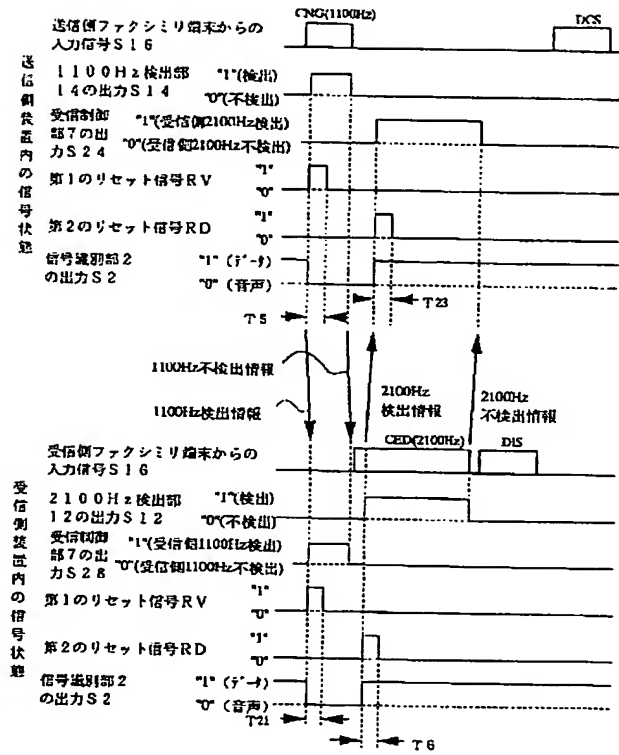 CNG(1100Hz)
DCS
送信側ファクシミリ端末からの
入力信号S16
送信側装置内の信号状態
1100Hz検出部
14の出力S14
"1"(検出)
"0"(不検出)
受信制御
部7の出
力S24
"1"(受信側2100Hz検出)
"0"(受信側2100Hz不検出)
第1のリセット信号RV
"1"
"0"
第2のリセット信号RD
"1"
"0"
信号識別部2
の出力S2
"1" (データ)
"0" (音声)
T5
T23
1100Hz不検出情報
1100Hz検出情報
2100Hz
検出情報
2100Hz
不検出情報
受信側ファクシミリ端末からの
入力信号S16
CED(2100Hz)
DIS
受信側装置内の信号状態
2100Hz検出部
12の出力S12
"1"(検出)
"0"(不検出)
受信制御
部7の出
力S28
"1"(受信側1100Hz検出)
"0"(受信側1100Hz不検出)
第1のリセット信号RV
"1"
"0"
第2のリセット信号RD
"1"
"0"
信号識別部2
の出力S2
"1" (データ)
"0" (音声)
T21
T6